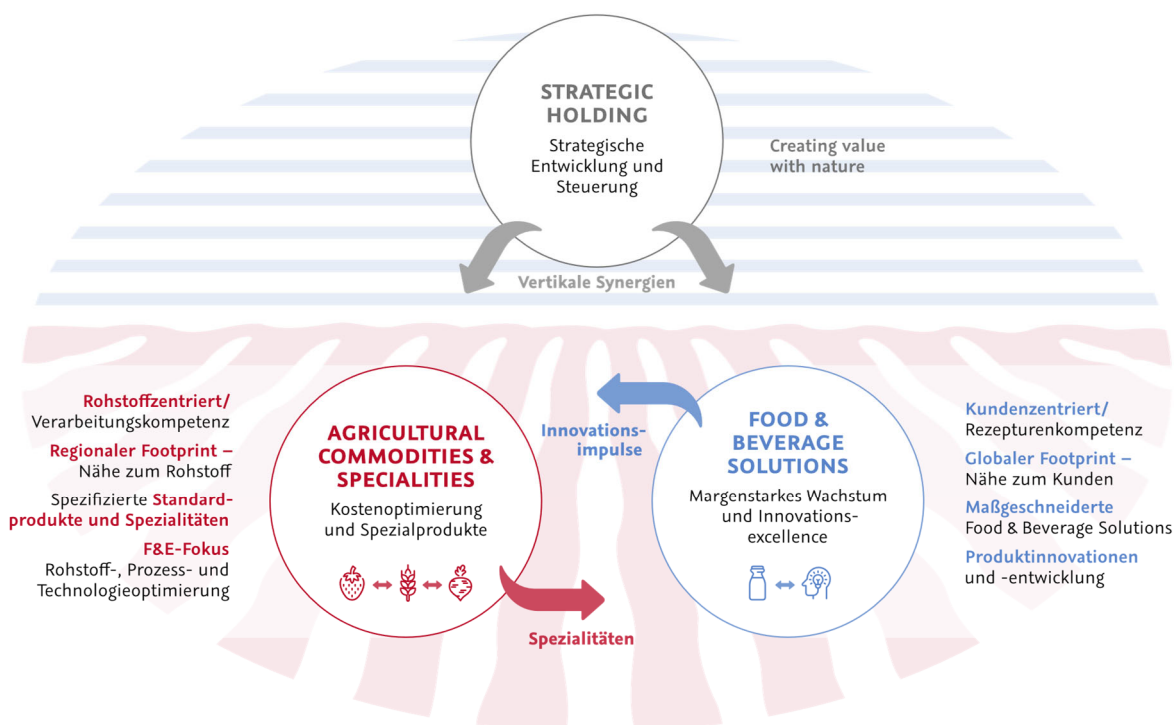 STRATEGIC
HOLDING
Strategische
Entwicklung und
Steuerung
Creating value
with nature
Vertikale Synergien
Rohstoffzentriert/
Verarbeitungskompetenz
Regionaler Footprint –
Nähe zum Rohstoff
Spezifizierte Standard-
produkte und Spezialitäten
F&E-Fokus
Rohstoff-, Prozess- und
Technologieoptimierung
AGRICULTURAL
COMMODITIES &
SPECIALITIES
Kostenoptimierung
und Spezialprodukte
Innovations-
impulse
Spezialitäten
FOOD &
BEVERAGE
SOLUTIONS
Margenstarkes Wachstum
und Innovations-
excellence
Kundenzentriert/
Rezepturenkompetenz
Globaler Footprint –
Nähe zum Kunden
Maßgeschneiderte
Food & Beverage Solutions
Produktinnovationen
und -entwicklung